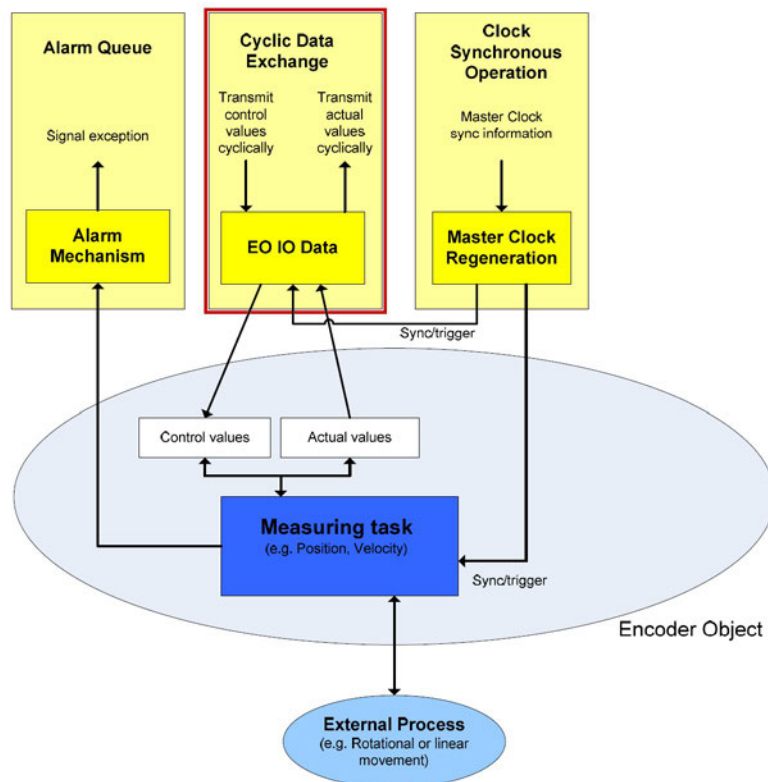 Alarm Queue
Signal exception
Alarm
Mechanism
Cyclic Data
Exchange
Transmit
control
values
cyclically
Transmit
actual
values
cyclically
EO IO Data
Clock
Synchronous
Operation
Master Clock
sync information
Master Clock
Regeneration
Sync/trigger
Control values
Actual values
Measuring task
(e.g. Position, Velocity)
Sync/trigger
Encoder Object
External Process
(e.g. Rotational or linear
movement)